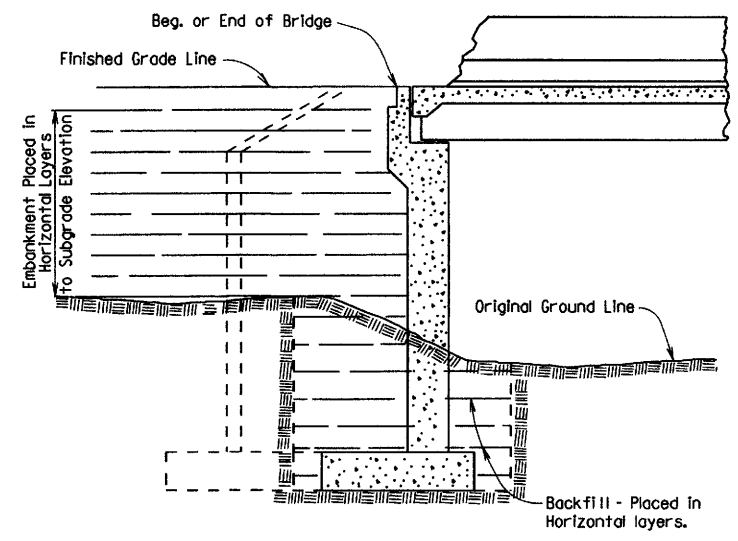 Beg. or End of Bridge
Finished Grade Line
Embankment Placed in
Horizontal Layers
to Subgrade Elevation
Original Ground Line
Backfill - Placed in
Horizontal layers.